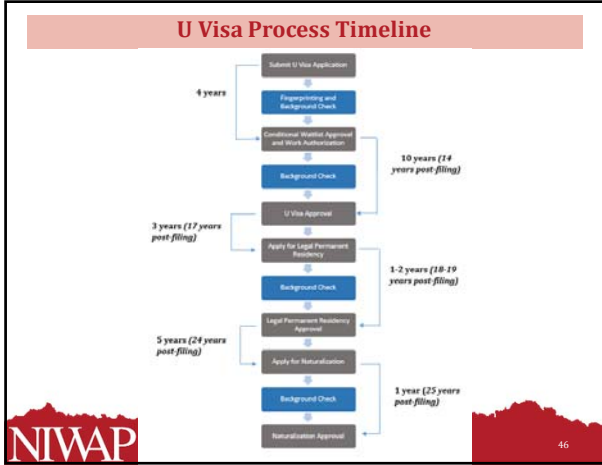 U Visa Process Timeline
Submit U Visa Application
4 years
Fingerprinting and
Background Check
Conditional Waitlist Approval
and Work Authorization
10 years (14
years post-filing)
Background Check
U Visa Approval
3 years (17 years
post-filing)
Apply for Legal Permanent
Residency
1-2 years (18-19
years post-filing)
Background Check
Legal Permanent Residency
Approval
5 years (24 years
post-filing)
Apply for Naturalization
1 year (25 years
post-filing)
Background Check
Naturalization Approval
NIWAP
46